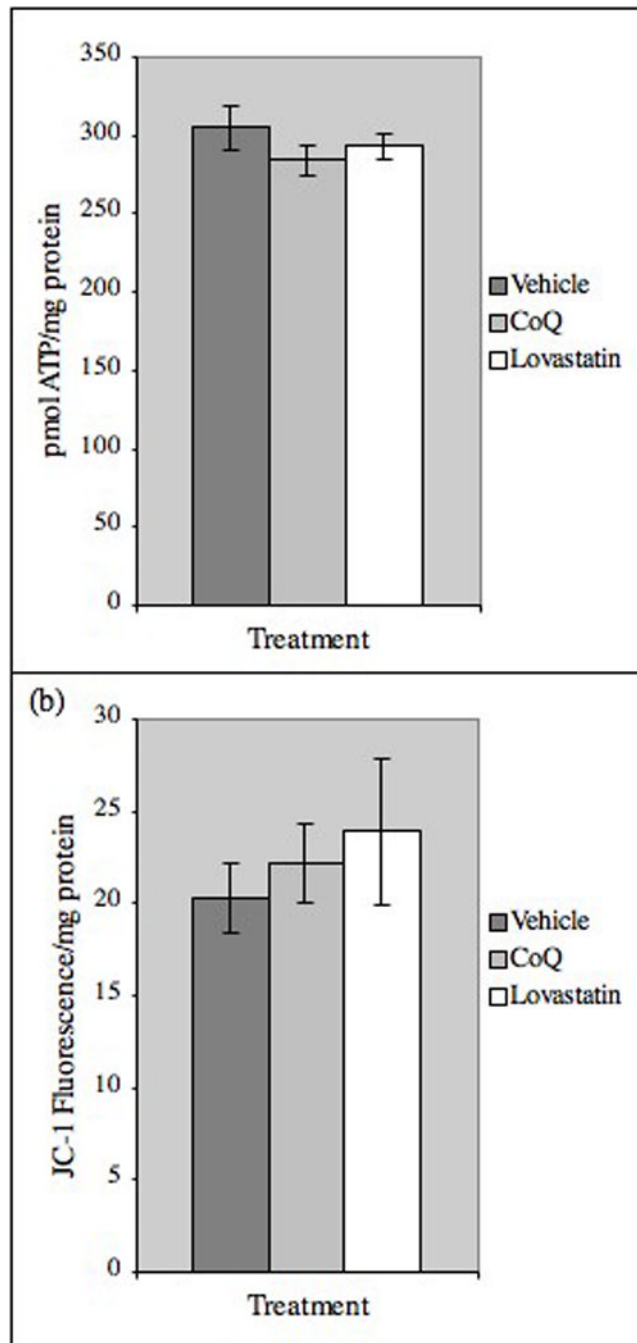 350
300
250
200
150
100
50
0
pmol ATP/mg protein
Treatment
Vehicle
CoQ
Lovastatin
(b)
30
25
20
15
10
5
0
JC-1 Fluorescence/mg protein
Treatment
Vehicle
CoQ
Lovastatin